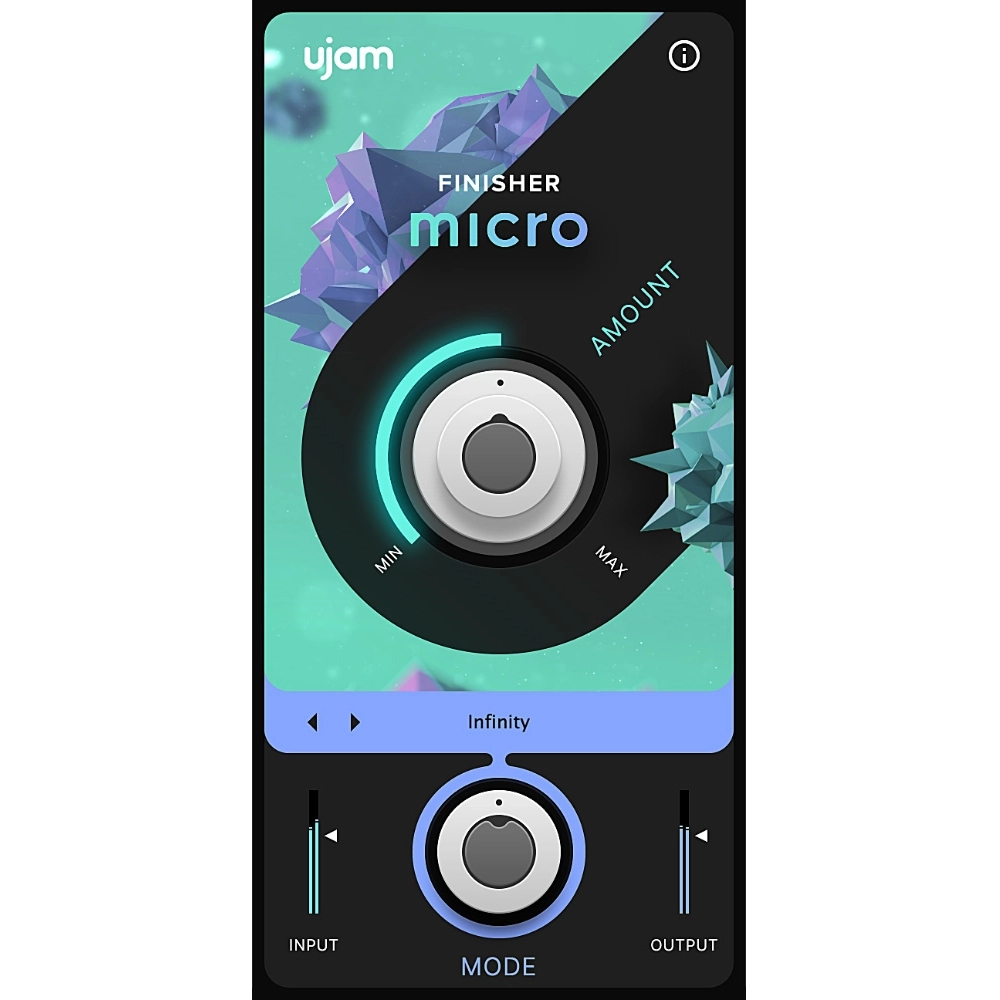 ujam
FINISHER
micro
AMOUNT
MIN
MAX
Infinity
INPUT
OUTPUT
MODE